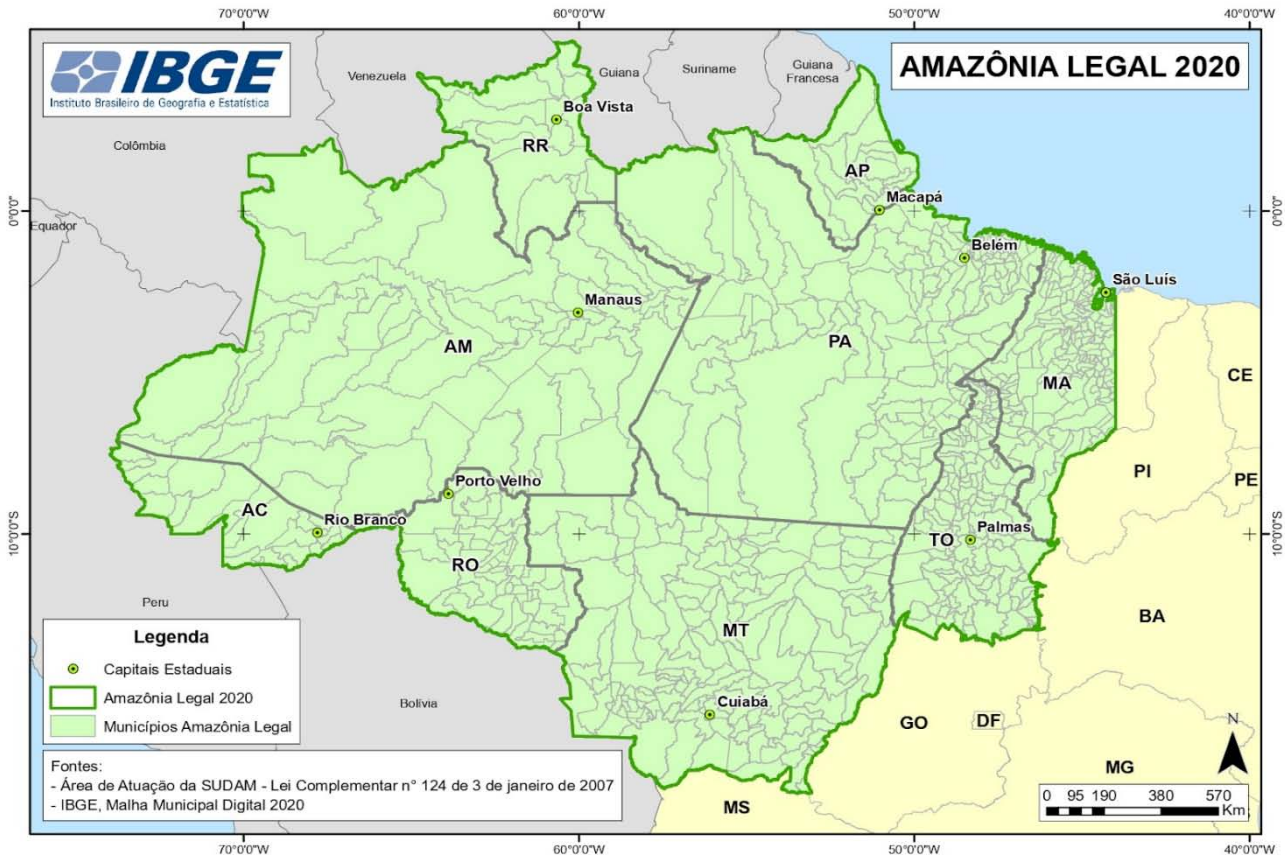 70°0'0"W 60°0'0"W 50°0'0"W 40°0'0"W
IBGE
Instituto Brasileiro de Geografia e Estatística
AMAZÔNIA LEGAL 2020
Venezuela
Guiana
Suriname
Guiana
Francesa
Boa Vista
Colômbia
RR
AP
Macapá
0°0'0"
0°0'0"
Equador
Belém
São Luís
Manaus
AM
PA
MA
CE
PI
PE
Porto Velho
AC
Rio Branco
Palmas
TO
10°0'0"S
10°0'0"S
RO
Peru
BA
MT
Legenda
Capitais Estaduais
Amazônia Legal 2020
Municípios Amazônia Legal
Bolívia
Cuiabá
GO
DF
N
MG
MS
Fontes:
- Área de Atuação da SUDAM - Lei Complementar n° 124 de 3 de janeiro de 2007
- IBGE, Malha Municipal Digital 2020
0 95 190 380 570
Km
70°0'0"W 60°0'0"W 50°0'0"W 40°0'0"W